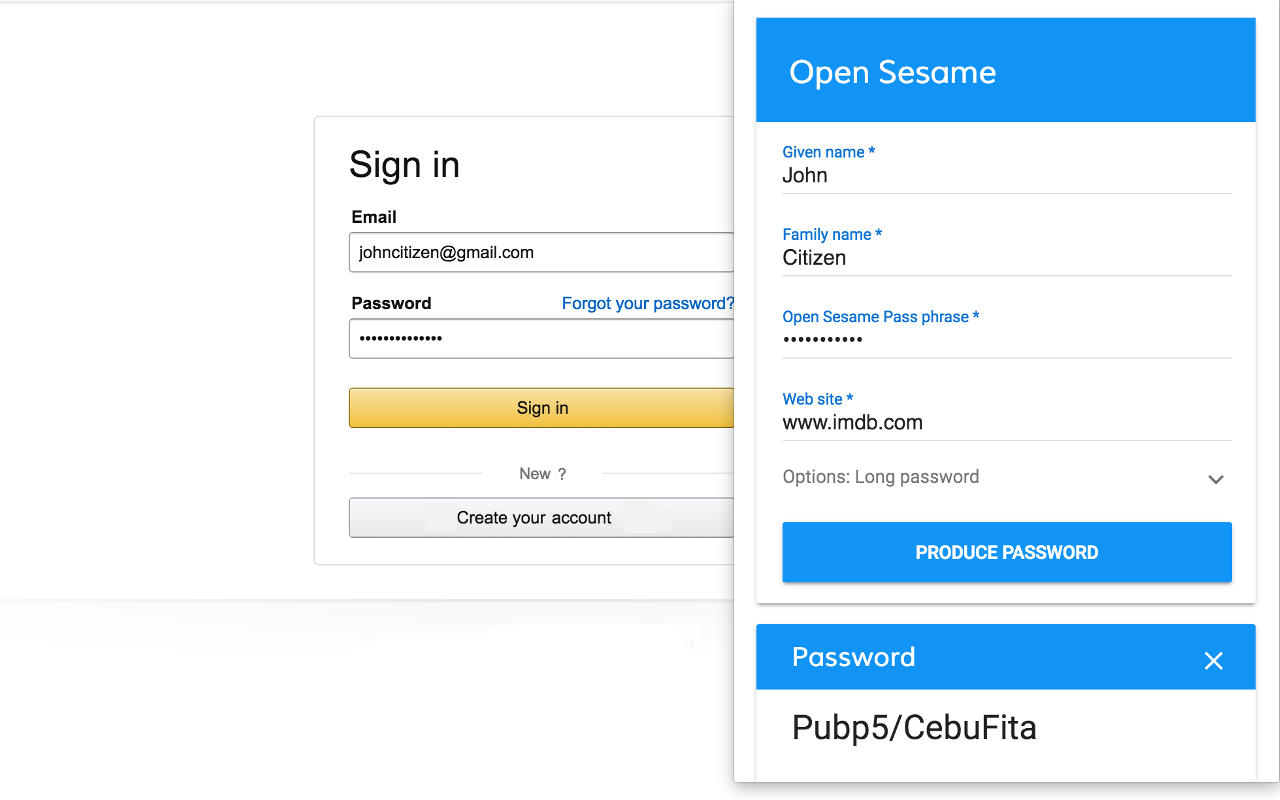 Sign in
Email
johncitizen@gmail.com
Password Forgot your password?
••••••••••••••
Sign in
New ?
Create your account
Open Sesame
Given name *
John
Family name *
Citizen
Open Sesame Pass phrase *
•••••••••••
Web site *
www.imdb.com
Options: Long password
PRODUCE PASSWORD
Password
Pubp5/CebuFita